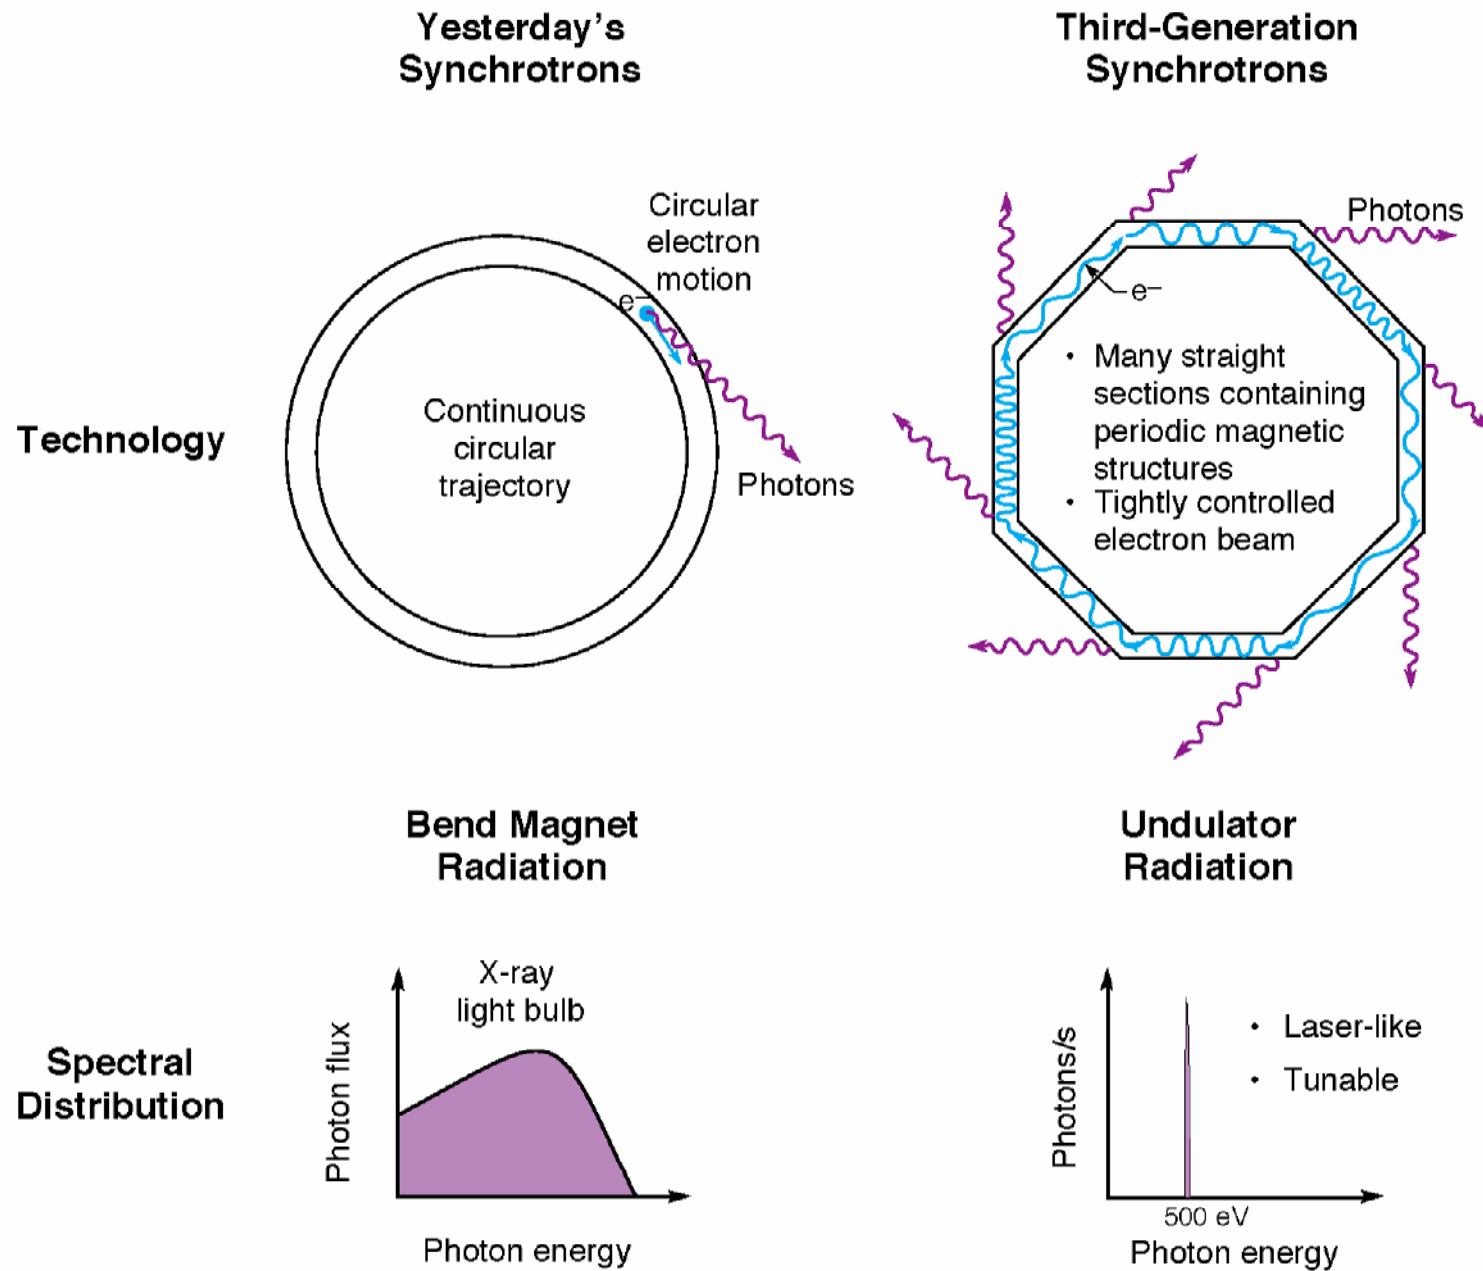 Yesterday's
Synchrotrons
Third-Generation
Synchrotrons
Technology
Circular
electron
motion
e–
Continuous
circular
trajectory
Photons
Photons
e–
• Many straight
sections containing
periodic magnetic
structures
• Tightly controlled
electron beam
Bend Magnet
Radiation
Undulator
Radiation
Spectral
Distribution
Photon flux
X-ray
light bulb
Photon energy
Photons/s
• Laser-like
• Tunable
500 eV
Photon energy